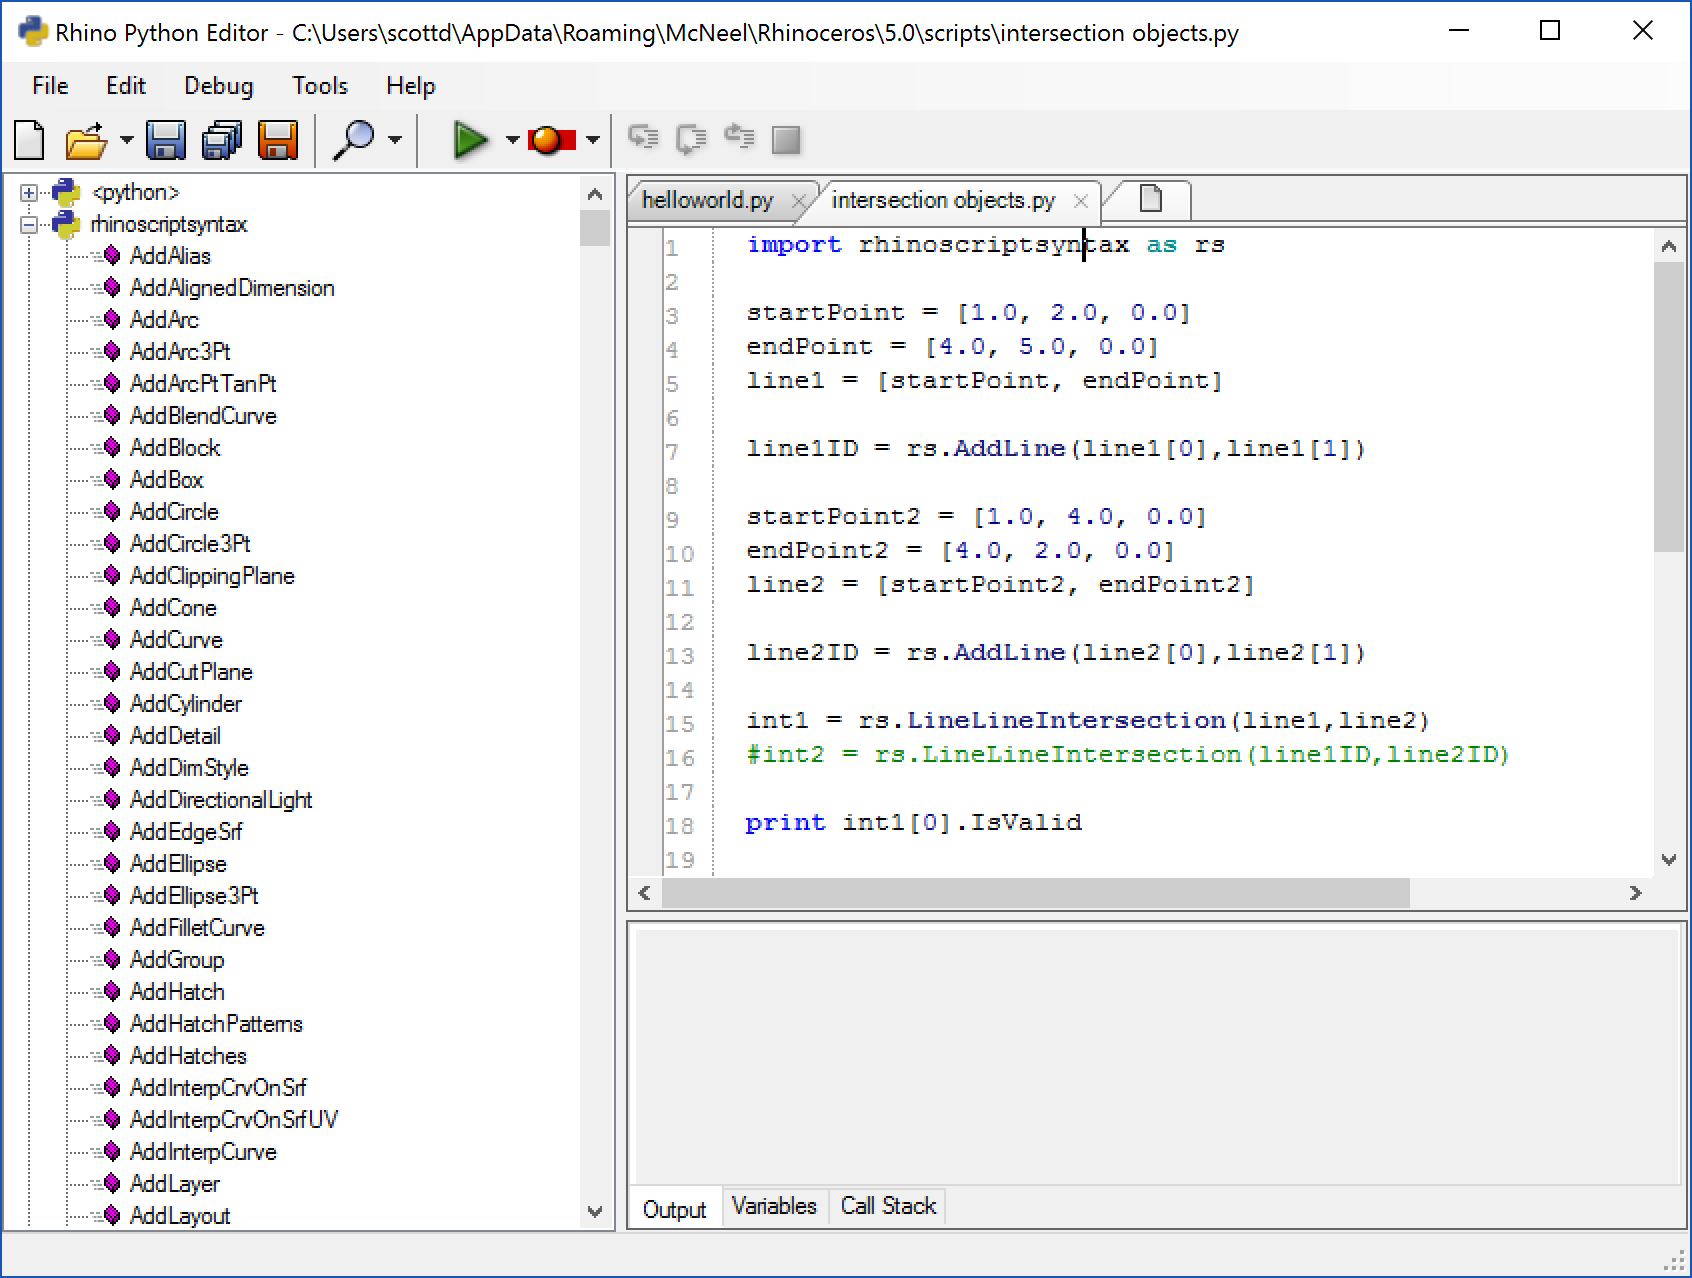 Rhino Python Editor - C:\Users\scottd\AppData\Roaming\McNeel\Rhinoceros\5.0\scripts\intersection objects.py
File Edit Debug Tools Help
<python>
rhinoscriptsyntax
AddAlias
AddAlignedDimension
AddArc
AddArc3Pt
AddArcPtTanPt
AddBlendCurve
AddBlock
AddBox
AddCircle
AddCircle3Pt
AddClippingPlane
AddCone
AddCurve
AddCutPlane
AddCylinder
AddDetail
AddDimStyle
AddDirectionalLight
AddEdgeSrf
AddEllipse
AddEllipse3Pt
AddFilletCurve
AddGroup
AddHatch
AddHatchPatterns
AddHatches
AddInterpCrvOnSrf
AddInterpCrvOnSrfUV
AddInterpCurve
AddLayer
AddLayout
helloworld.py intersection objects.py
1 import rhinoscriptsyntax as rs
2
3 startPoint = [1.0, 2.0, 0.0]
4 endPoint = [4.0, 5.0, 0.0]
5 line1 = [startPoint, endPoint]
6
7 line1ID = rs.AddLine(line1[0],line1[1])
8
9 startPoint2 = [1.0, 4.0, 0.0]
10 endPoint2 = [4.0, 2.0, 0.0]
11 line2 = [startPoint2, endPoint2]
12
13 line2ID = rs.AddLine(line2[0],line2[1])
14
15 int1 = rs.LineLineIntersection(line1,line2)
16 #int2 = rs.LineLineIntersection(line1ID,line2ID)
17
18 print int1[0].IsValid
19
Output Variables Call Stack